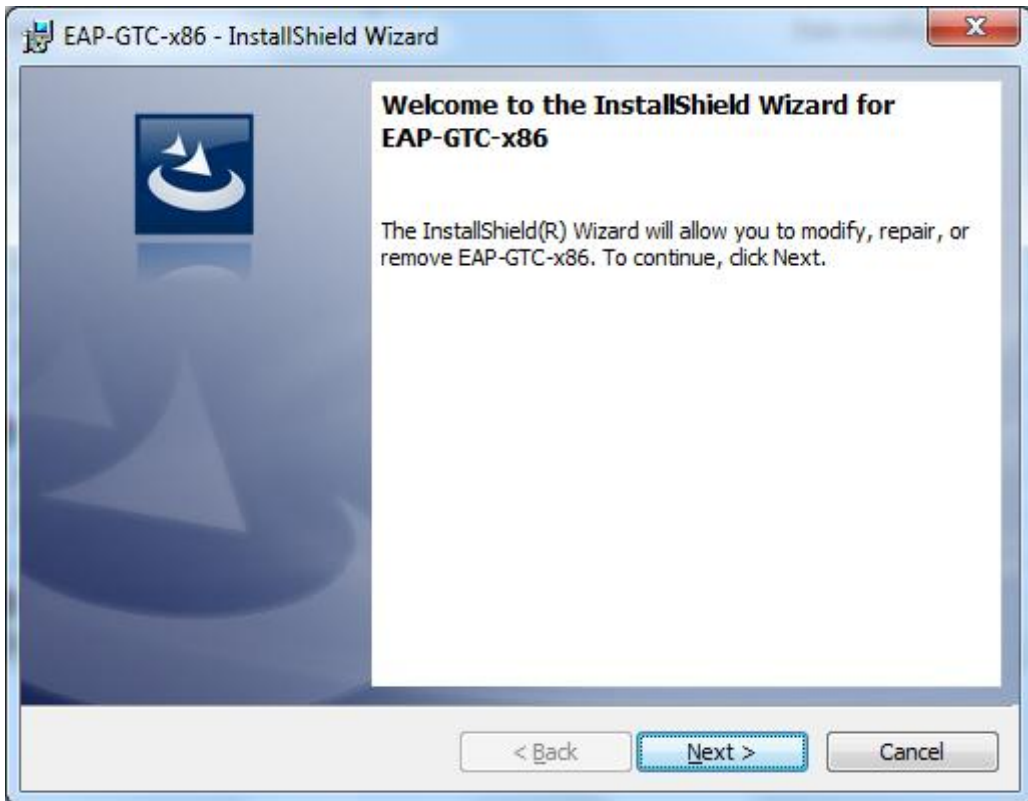 EAP-GTC-x86 - InstallShield Wizard
Welcome to the InstallShield Wizard for
EAP-GTC-x86
The InstallShield(R) Wizard will allow you to modify, repair, or
remove EAP-GTC-x86. To continue, click Next.
< Back Next > Cancel